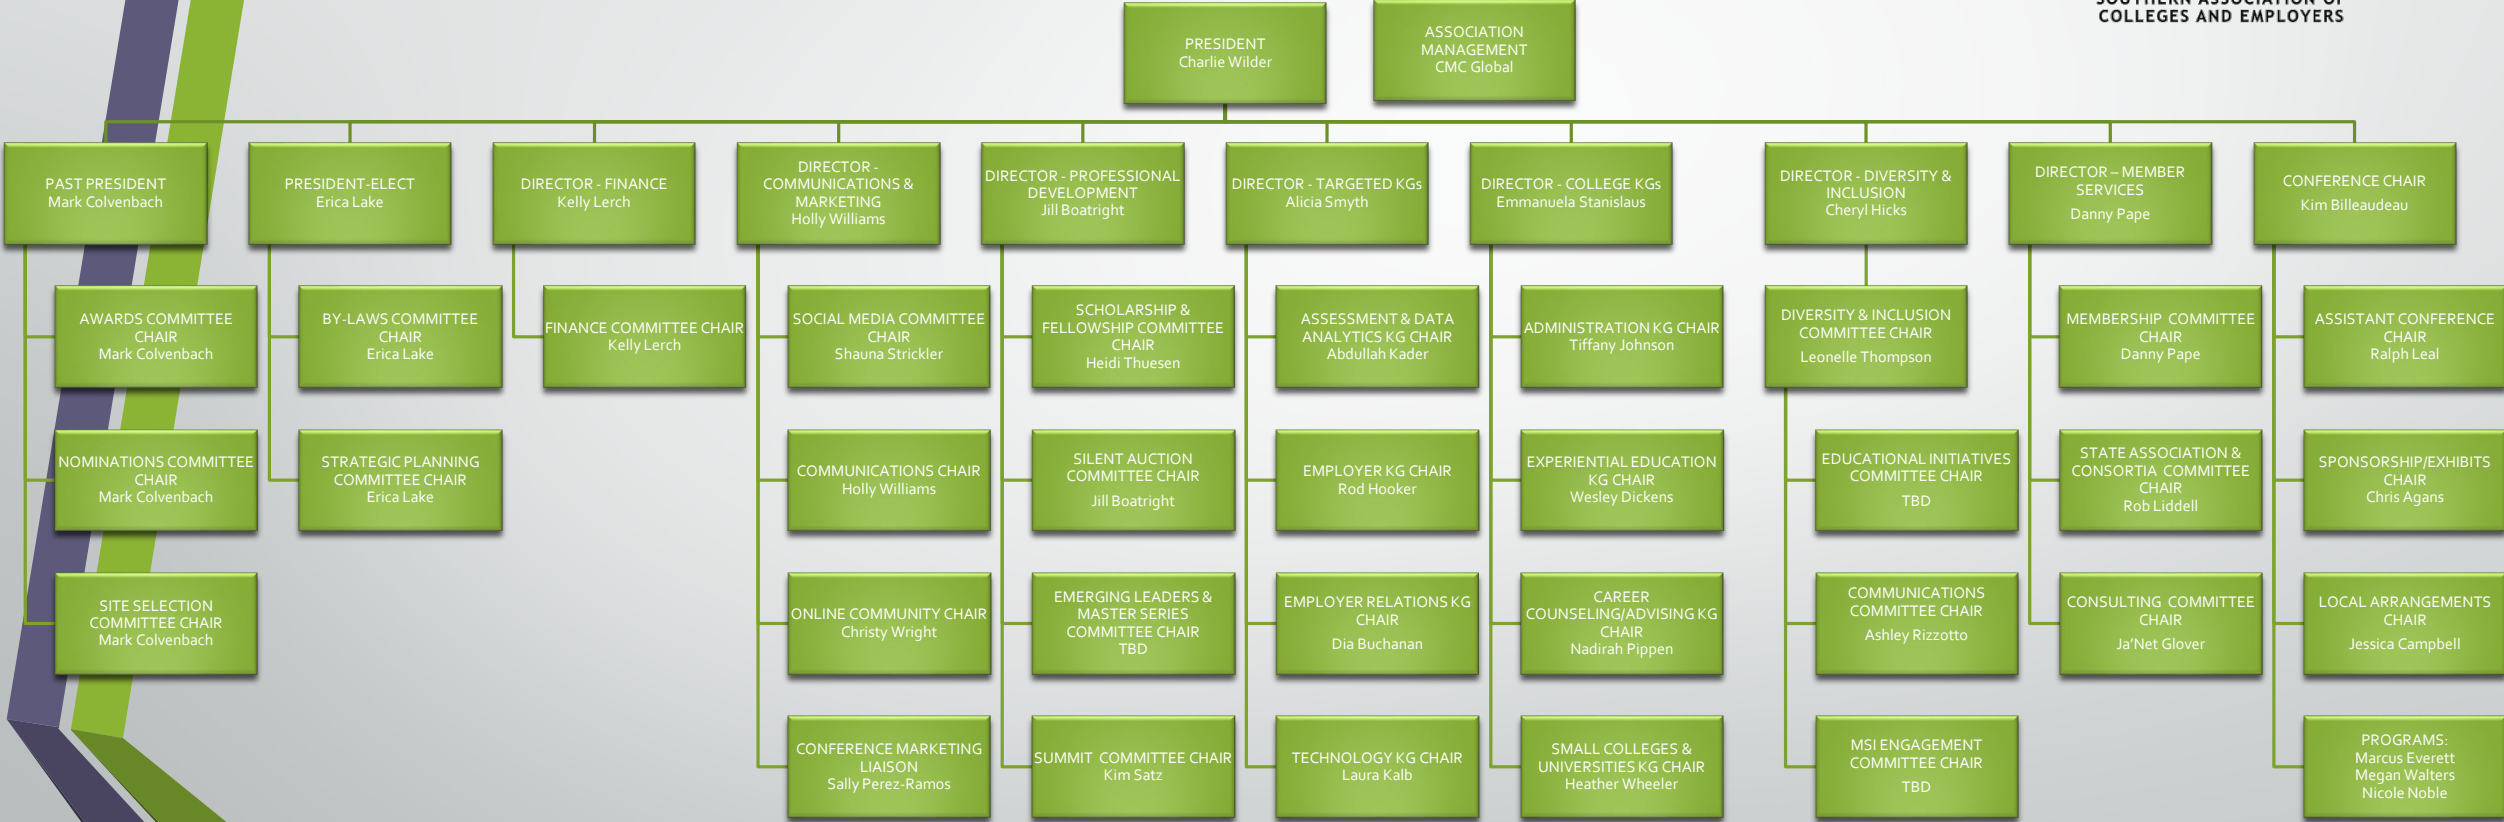 SOUTHERN ASSOCIATION OF
COLLEGES AND EMPLOYERS
PRESIDENT
Charlie Wilder
ASSOCIATION
MANAGEMENT
CMC Global
PAST PRESIDENT
Mark Colvenbach
PRESIDENT-ELECT
Erica Lake
DIRECTOR - FINANCE
Kelly Lerch
DIRECTOR -
COMMUNICATIONS &
MARKETING
Holly Williams
DIRECTOR - PROFESSIONAL
DEVELOPMENT
Jill Boatright
DIRECTOR - TARGETED KGs
Alicia Smyth
DIRECTOR - COLLEGE KGs
Emmanuela Stanislaus
DIRECTOR - DIVERSITY &
INCLUSION
Cheryl Hicks
DIRECTOR – MEMBER
SERVICES
Danny Pape
CONFERENCE CHAIR
Kim Billeaudeau
AWARDS COMMITTEE
CHAIR
Mark Colvenbach
BY-LAWS COMMITTEE
CHAIR
Erica Lake
FINANCE COMMITTEE CHAIR
Kelly Lerch
SOCIAL MEDIA COMMITTEE
CHAIR
Shauna Strickler
SCHOLARSHIP &
FELLOWSHIP COMMITTEE
CHAIR
Heidi Thuesen
ASSESSMENT & DATA
ANALYTICS KG CHAIR
Abdullah Kader
ADMINISTRATION KG CHAIR
Tiffany Johnson
DIVERSITY & INCLUSION
COMMITTEE CHAIR
Leonelle Thompson
MEMBERSHIP COMMITTEE
CHAIR
Danny Pape
ASSISTANT CONFERENCE
CHAIR
Ralph Leal
NOMINATIONS COMMITTEE
CHAIR
Mark Colvenbach
STRATEGIC PLANNING
COMMITTEE CHAIR
Erica Lake
COMMUNICATIONS CHAIR
Holly Williams
SILENT AUCTION
COMMITTEE CHAIR
Jill Boatright
EMPLOYER KG CHAIR
Rod Hooker
EXPERIENTIAL EDUCATION
KG CHAIR
Wesley Dickens
EDUCATIONAL INITIATIVES
COMMITTEE CHAIR
TBD
STATE ASSOCIATION &
CONSORTIA COMMITTEE
CHAIR
Rob Liddell
SPONSORSHIP/EXHIBITS
CHAIR
Chris Agans
SITE SELECTION
COMMITTEE CHAIR
Mark Colvenbach
ONLINE COMMUNITY CHAIR
Christy Wright
EMERGING LEADERS &
MASTER SERIES
COMMITTEE CHAIR
TBD
EMPLOYER RELATIONS KG
CHAIR
Dia Buchanan
CAREER
COUNSELING/ADVISING KG
CHAIR
Nadirah Pippen
COMMUNICATIONS
COMMITTEE CHAIR
Ashley Rizzotto
CONSULTING COMMITTEE
CHAIR
Ja’Net Glover
LOCAL ARRANGEMENTS
CHAIR
Jessica Campbell
CONFERENCE MARKETING
LIAISON
Sally Perez-Ramos
SUMMIT COMMITTEE CHAIR
Kim Satz
TECHNOLOGY KG CHAIR
Laura Kalb
SMALL COLLEGES &
UNIVERSITIES KG CHAIR
Heather Wheeler
MSI ENGAGEMENT
COMMITTEE CHAIR
TBD
PROGRAMS:
Marcus Everett
Megan Walters
Nicole Noble